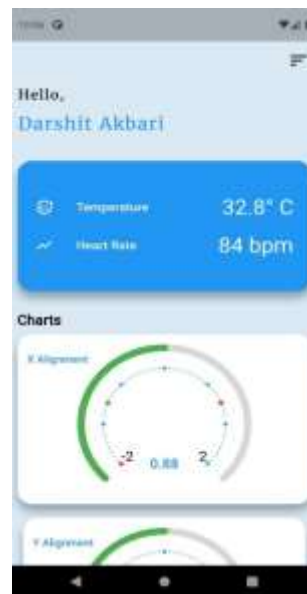 Hello,
Darshit Akbari
Temperature 32.8° C
Heart Rate 84 bpm
Charts
X Alignment
-2 0.88 2
Y Alignment